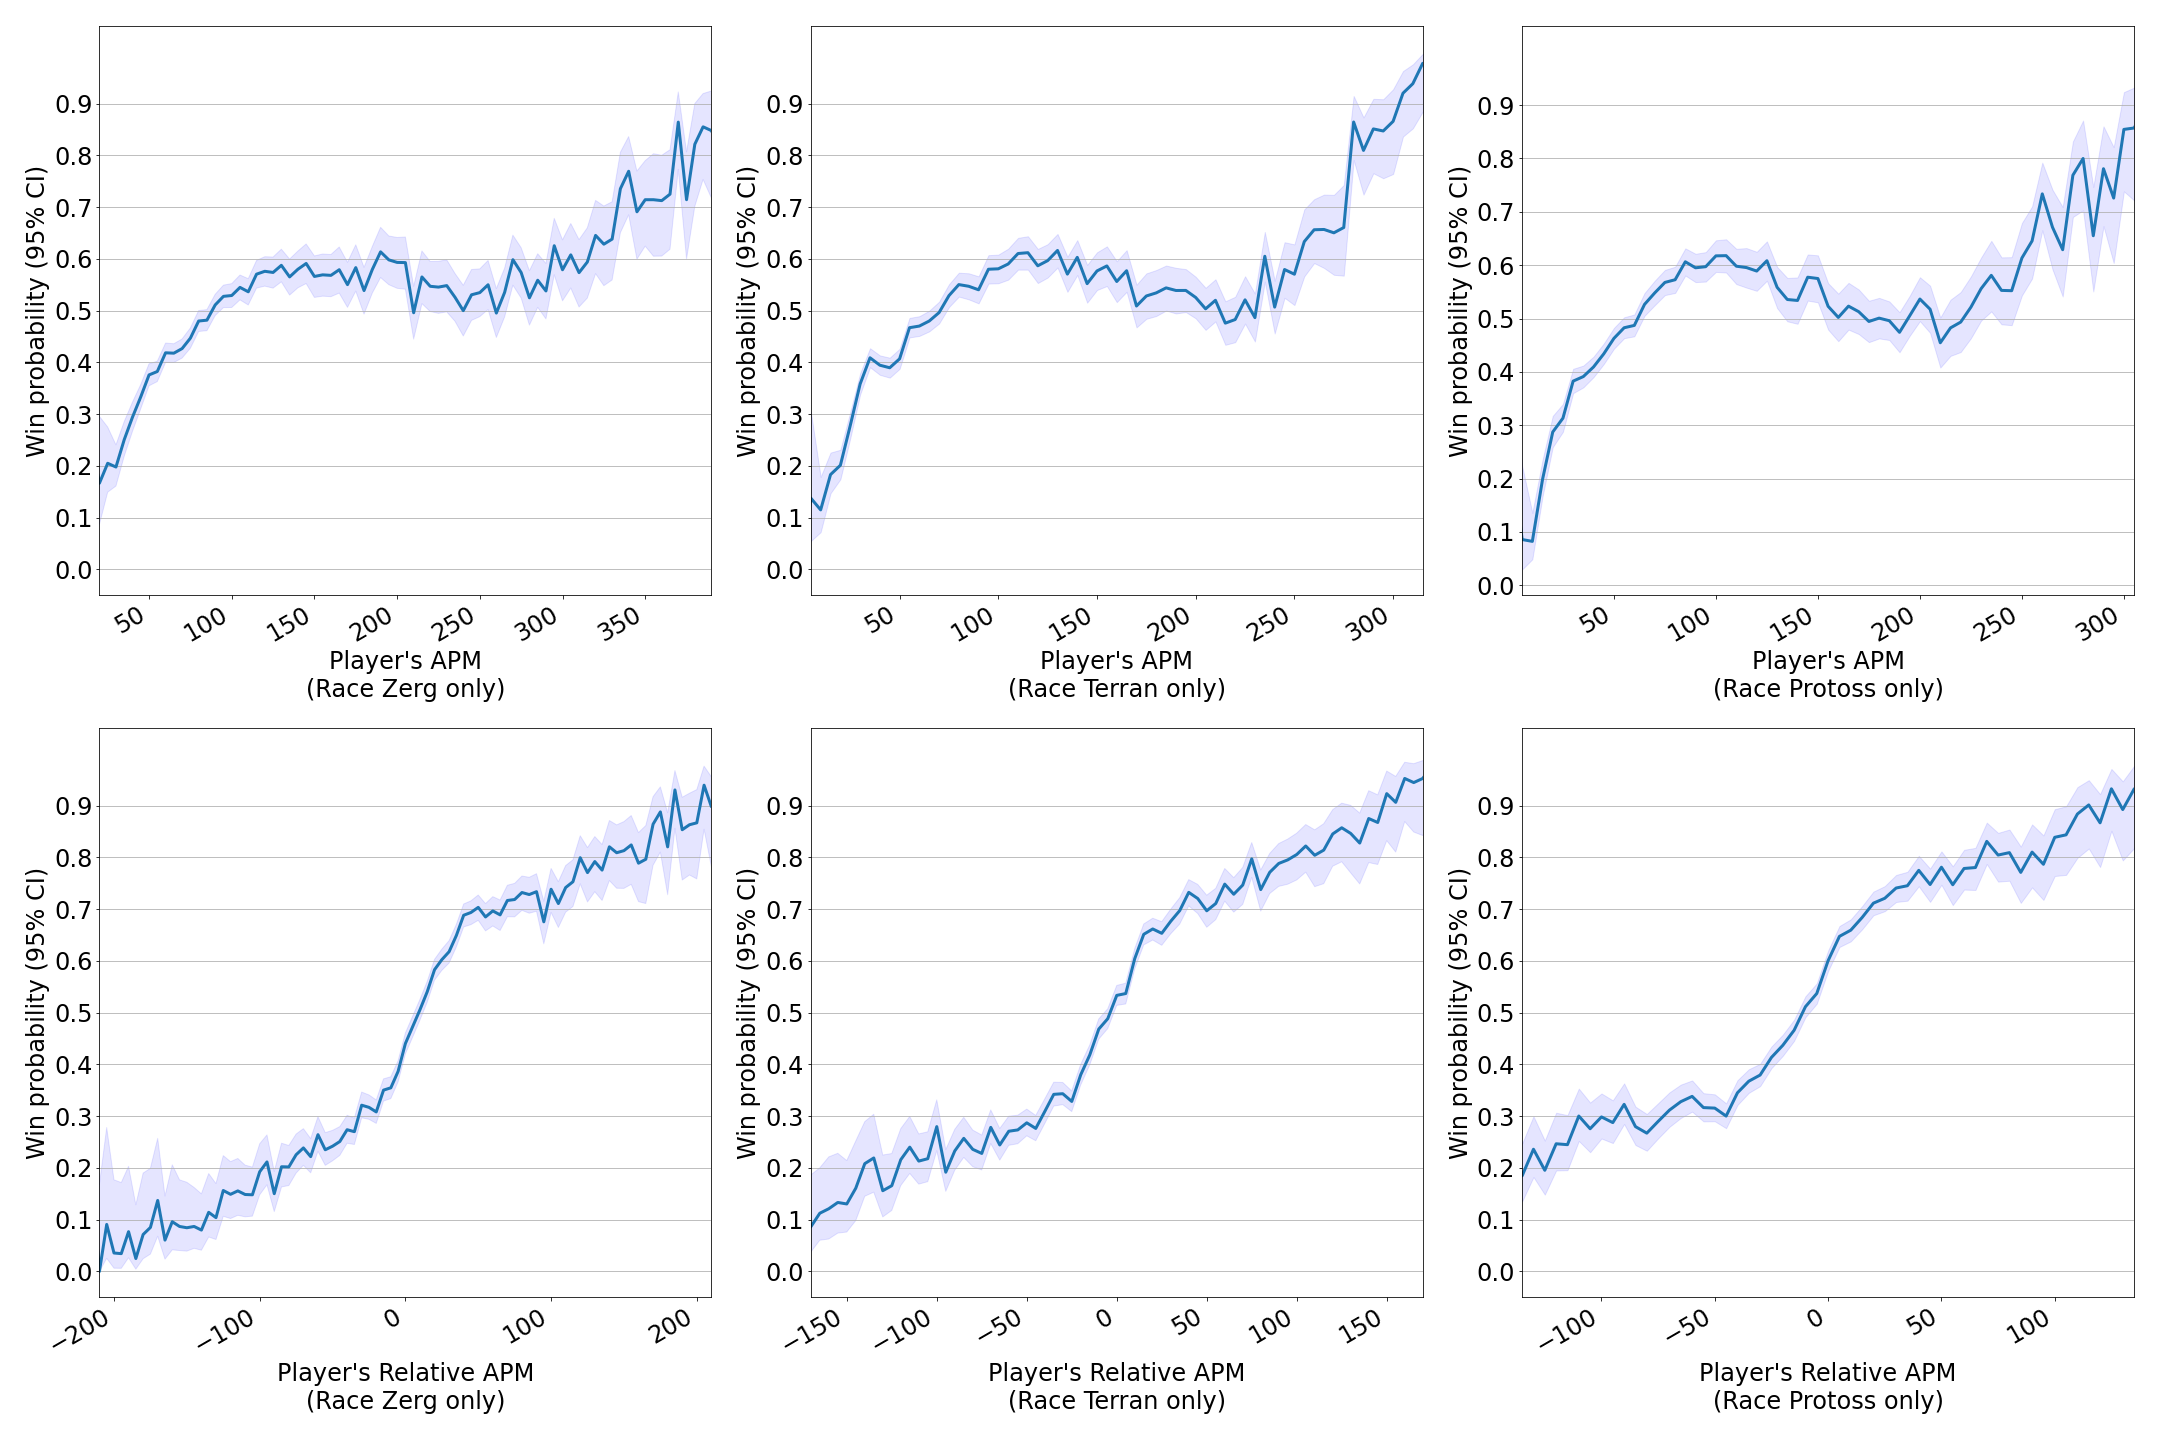 Win probability (95% CI)
0.9
0.8
0.7
0.6
0.5
0.4
0.3
0.2
0.1
0.0
50 100 150 200 250 300 350
Player's APM
(Race Zerg only)
Win probability (95% CI)
0.9
0.8
0.7
0.6
0.5
0.4
0.3
0.2
0.1
0.0
50 100 150 200 250 300
Player's APM
(Race Terran only)
Win probability (95% CI)
0.9
0.8
0.7
0.6
0.5
0.4
0.3
0.2
0.1
0.0
50 100 150 200 250 300
Player's APM
(Race Protoss only)
Win probability (95% CI)
0.9
0.8
0.7
0.6
0.5
0.4
0.3
0.2
0.1
0.0
−200 −100 0 100 200
Player's Relative APM
(Race Zerg only)
Win probability (95% CI)
0.9
0.8
0.7
0.6
0.5
0.4
0.3
0.2
0.1
0.0
−150 −100 −50 0 50 100 150
Player's Relative APM
(Race Terran only)
Win probability (95% CI)
0.9
0.8
0.7
0.6
0.5
0.4
0.3
0.2
0.1
0.0
−100 −50 0 50 100
Player's Relative APM
(Race Protoss only)